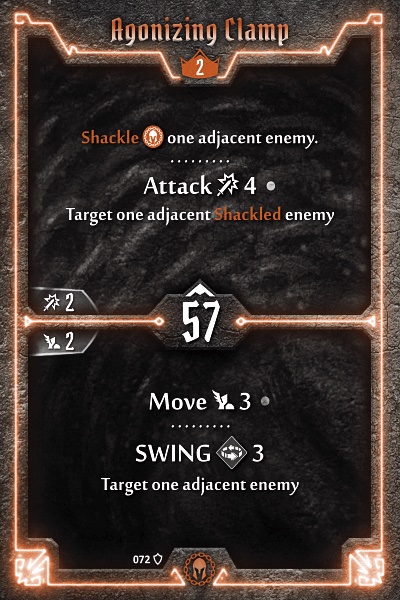 Agonizing Clamp
2
Shackle one adjacent enemy.
Attack 4
Target one adjacent Shackled enemy
2
57
2
Move 3
SWING 3
Target one adjacent enemy
072